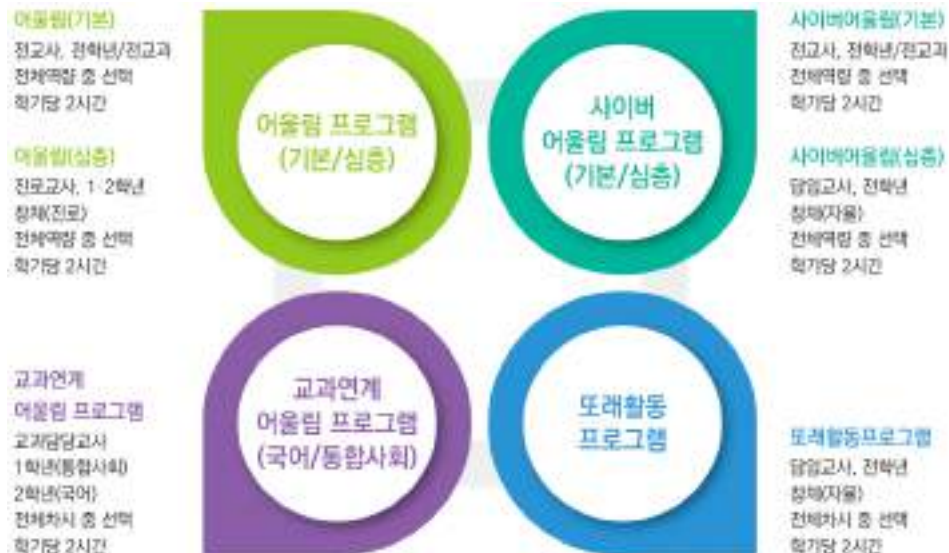 어울림(기본)
전교사, 전학년/전교과
전체역량 중 선택
학기당 2시간
어울림(심층)
진로교사, 1·2학년
창체(진로)
전체역량 중 선택
학기당 2시간
어울림 프로그램
(기본/심층)
사이버
어울림 프로그램
(기본/심층)
사이버어울림(기본)
전교사, 전학년/전교과
전체역량 중 선택
학기당 2시간
사이버어울림(심층)
담임교사, 전학년
창체(자율)
전체역량 중 선택
학기당 2시간
교과연계
어울림 프로그램
교과담당교사
1학년(통합사회)
2학년(국어)
전체차시 중 선택
학기당 2시간
교과연계
어울림 프로그램
(국어/통합사회)
또래활동
프로그램
또래활동프로그램
담임교사, 전학년
창체(자율)
전체차시 중 선택
학기당 2시간